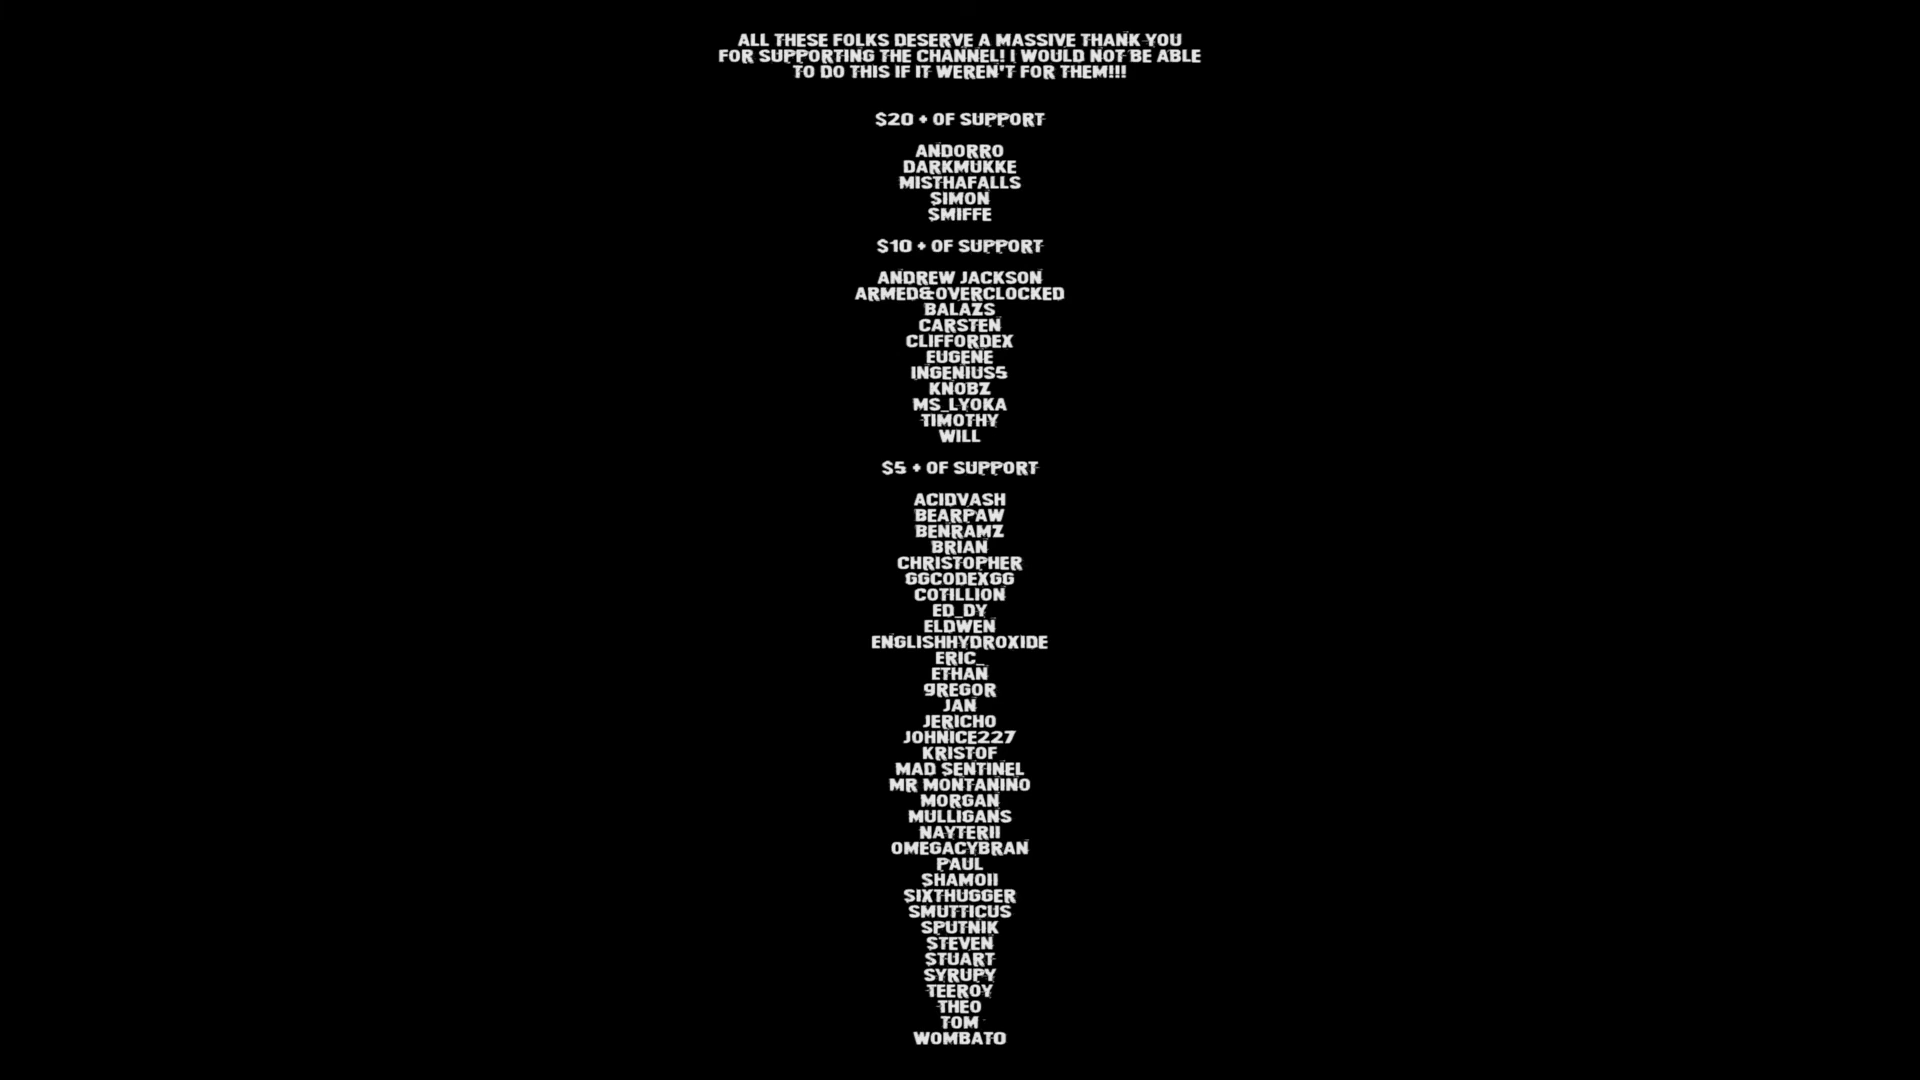 ALL THESE FOLKS DESERVE A MASSIVE THANK YOU
FOR SUPPORTING THE CHANNEL! I WOULD NOT BE ABLE
TO DO THIS IF IT WEREN'T FOR THEM!!!
$20 + OF SUPPORT
ANDORRO
DARKMUKKE
MISTHAFALLS
SIMON
SMIFFE
$10 + OF SUPPORT
ANDREW JACKSON
ARMED&OVERCLOCKED
BALAZS
CARSTEN
CLIFFORDEX
EUGENE
INGENIUS5
KNOBZ
MS_LYOKA
TIMOTHY
WILL
$5 + OF SUPPORT
ACIDVASH
BEARPAW
BENRAMZ
BRIAN
CHRISTOPHER
GGCODEXGG
COTILLION
ED_DY
ELDWEN
ENGLISHHYDROXIDE
ERIC_
ETHAN
GREGOR
JAN
JERICHO
JOHNICE227
KRISTOF
MAD SENTINEL
MR MONTANINO
MORGAN
MULLIGANS
NAYTERII
OMEGACYBRAN
PAUL
SHAMOII
SIXTHUGGER
SMUTTICUS
SPUTNIK
STEVEN
STUART
SYRUPY
TEEROY
THEO
TOM
WOMBATO